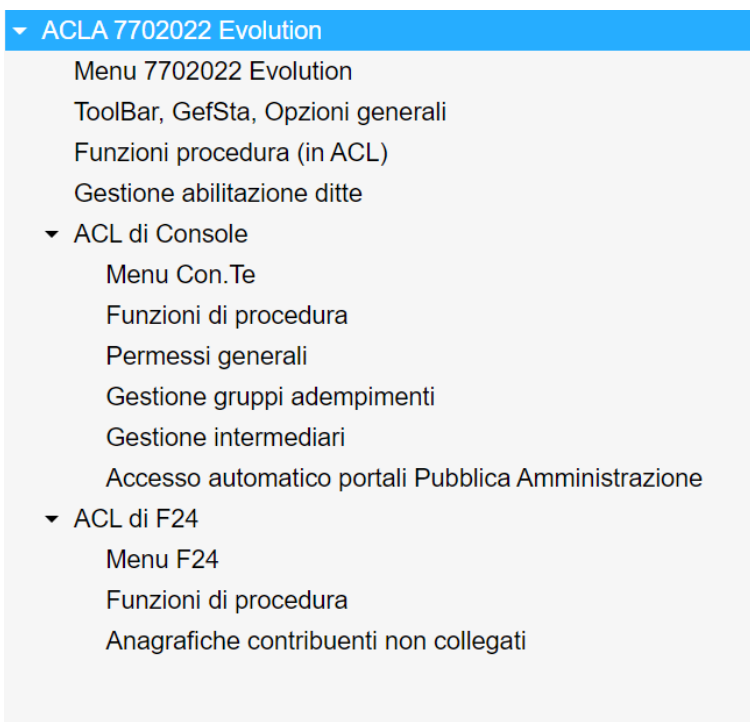 ACLA 7702022 Evolution
Menu 7702022 Evolution
ToolBar, GefSta, Opzioni generali
Funzioni procedura (in ACL)
Gestione abilitazione ditte
ACL di Console
Menu Con.Te
Funzioni di procedura
Permessi generali
Gestione gruppi adempimenti
Gestione intermediari
Accesso automatico portali Pubblica Amministrazione
ACL di F24
Menu F24
Funzioni di procedura
Anagrafiche contribuenti non collegati